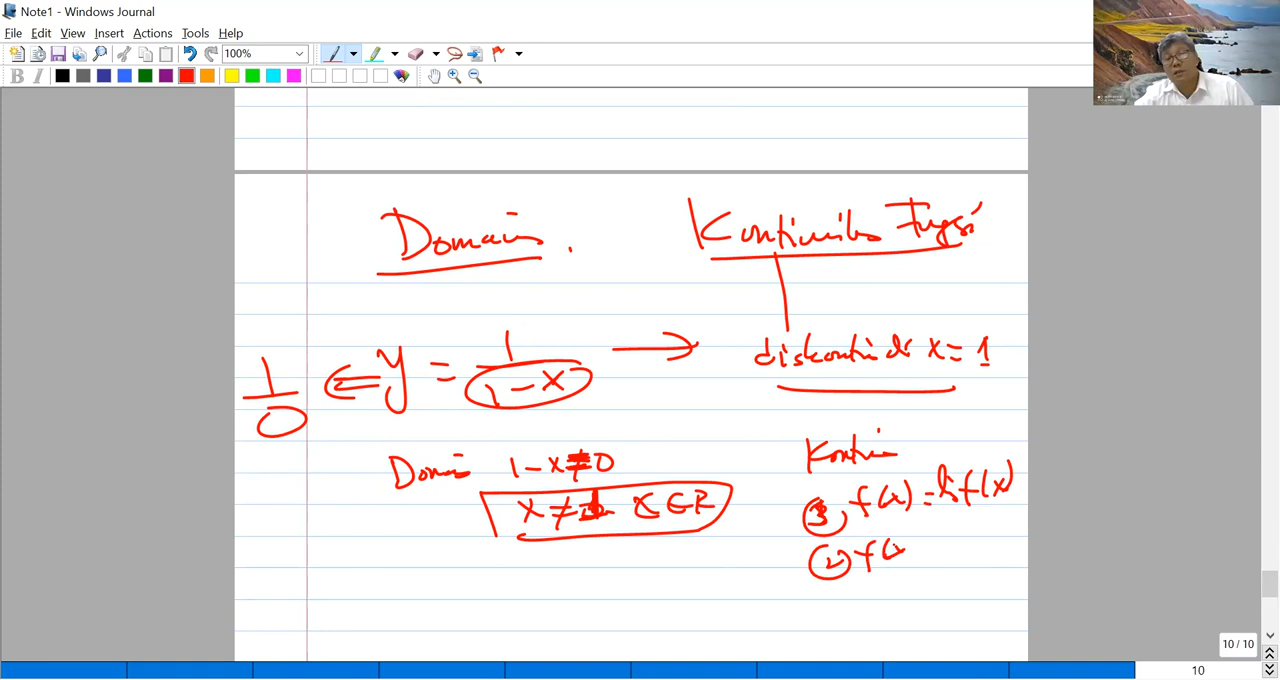 Note1 - Windows Journal
File Edit View Insert Actions Tools Help
100%
B I
Domain. Kontinuitas Fungsi
1/0 ⇐ y = 1/(1-x) → diskontinu di x = 1
Domain 1-x≠0
x ≠ 1 x ∈ R
Kontinu
3, f(x) = lim f(x)
2 f(x
10 / 10
10